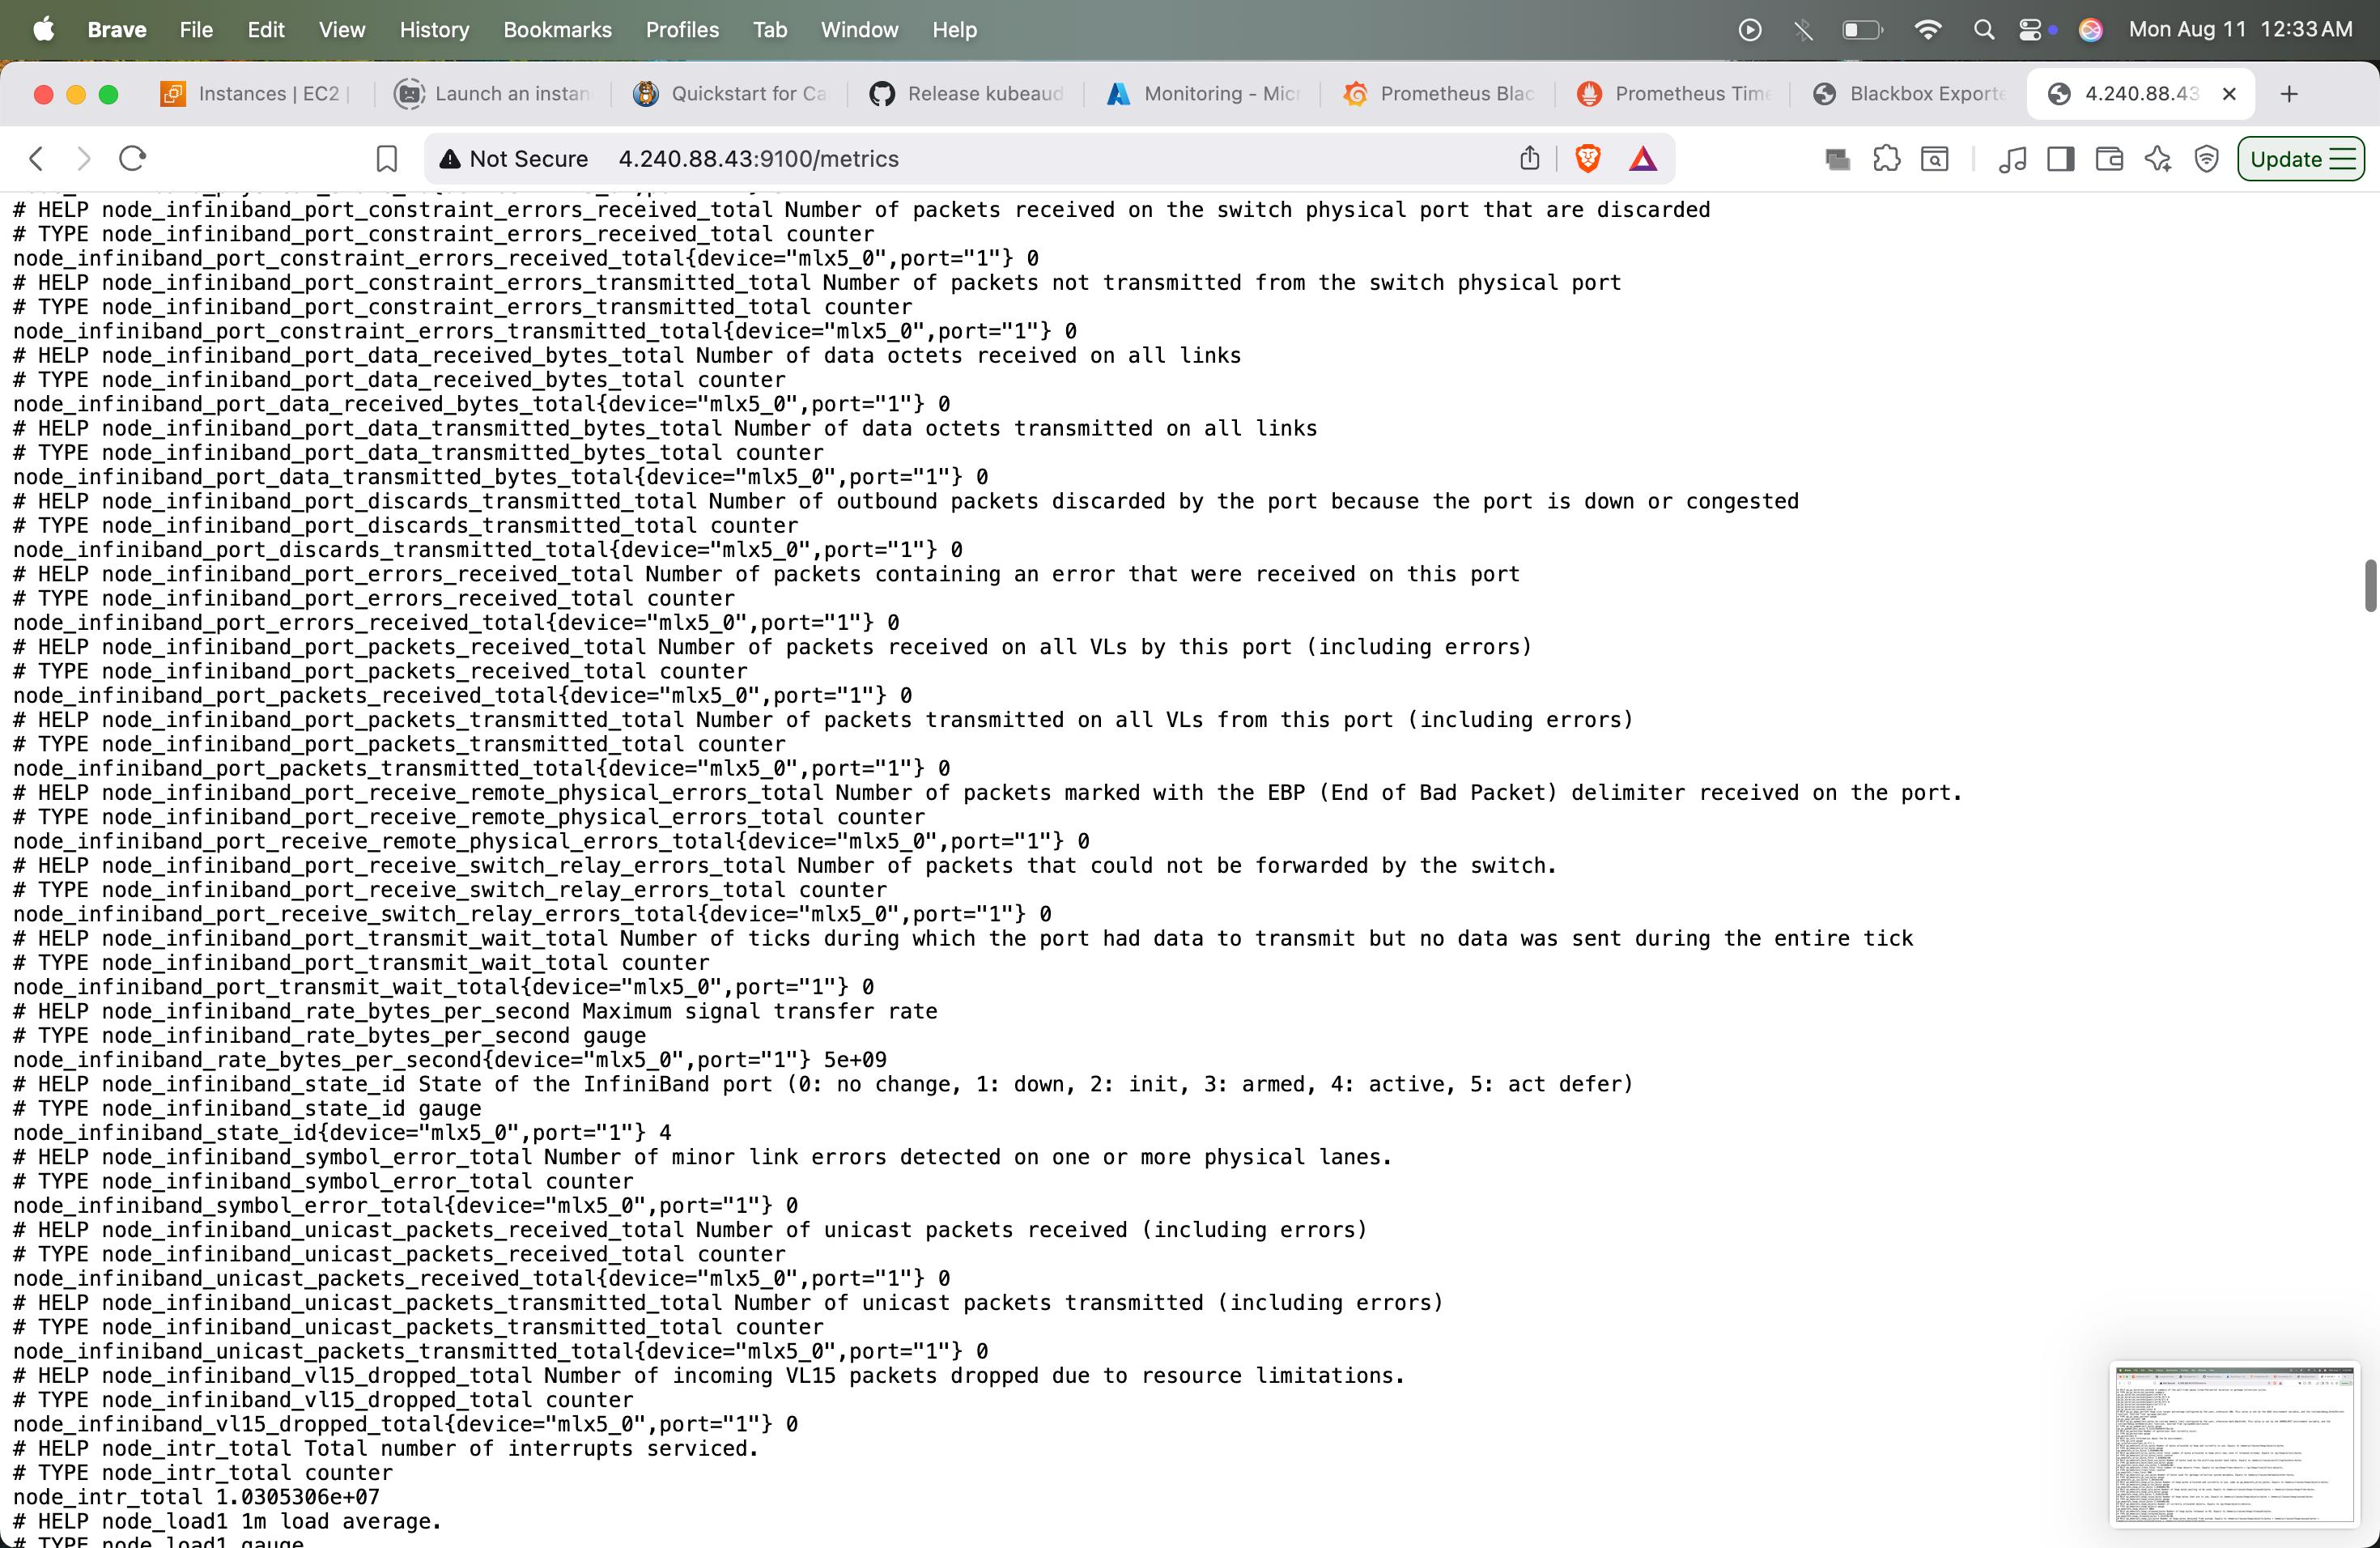 Brave File Edit View History Bookmarks Profiles Tab Window Help Mon Aug 11 12:33 AM
Instances | EC2 | Launch an instan Quickstart for Ca Release kubeaud Monitoring - Micr Prometheus Blac Prometheus Time Blackbox Exporte 4.240.88.43
Not Secure 4.240.88.43:9100/metrics Update
# HELP node_infiniband_port_constraint_errors_received_total Number of packets received on the switch physical port that are discarded
# TYPE node_infiniband_port_constraint_errors_received_total counter
node_infiniband_port_constraint_errors_received_total{device="mlx5_0",port="1"} 0
# HELP node_infiniband_port_constraint_errors_transmitted_total Number of packets not transmitted from the switch physical port
# TYPE node_infiniband_port_constraint_errors_transmitted_total counter
node_infiniband_port_constraint_errors_transmitted_total{device="mlx5_0",port="1"} 0
# HELP node_infiniband_port_data_received_bytes_total Number of data octets received on all links
# TYPE node_infiniband_port_data_received_bytes_total counter
node_infiniband_port_data_received_bytes_total{device="mlx5_0",port="1"} 0
# HELP node_infiniband_port_data_transmitted_bytes_total Number of data octets transmitted on all links
# TYPE node_infiniband_port_data_transmitted_bytes_total counter
node_infiniband_port_data_transmitted_bytes_total{device="mlx5_0",port="1"} 0
# HELP node_infiniband_port_discards_transmitted_total Number of outbound packets discarded by the port because the port is down or congested
# TYPE node_infiniband_port_discards_transmitted_total counter
node_infiniband_port_discards_transmitted_total{device="mlx5_0",port="1"} 0
# HELP node_infiniband_port_errors_received_total Number of packets containing an error that were received on this port
# TYPE node_infiniband_port_errors_received_total counter
node_infiniband_port_errors_received_total{device="mlx5_0",port="1"} 0
# HELP node_infiniband_port_packets_received_total Number of packets received on all VLs by this port (including errors)
# TYPE node_infiniband_port_packets_received_total counter
node_infiniband_port_packets_received_total{device="mlx5_0",port="1"} 0
# HELP node_infiniband_port_packets_transmitted_total Number of packets transmitted on all VLs from this port (including errors)
# TYPE node_infiniband_port_packets_transmitted_total counter
node_infiniband_port_packets_transmitted_total{device="mlx5_0",port="1"} 0
# HELP node_infiniband_port_receive_remote_physical_errors_total Number of packets marked with the EBP (End of Bad Packet) delimiter received on the port.
# TYPE node_infiniband_port_receive_remote_physical_errors_total counter
node_infiniband_port_receive_remote_physical_errors_total{device="mlx5_0",port="1"} 0
# HELP node_infiniband_port_receive_switch_relay_errors_total Number of packets that could not be forwarded by the switch.
# TYPE node_infiniband_port_receive_switch_relay_errors_total counter
node_infiniband_port_receive_switch_relay_errors_total{device="mlx5_0",port="1"} 0
# HELP node_infiniband_port_transmit_wait_total Number of ticks during which the port had data to transmit but no data was sent during the entire tick
# TYPE node_infiniband_port_transmit_wait_total counter
node_infiniband_port_transmit_wait_total{device="mlx5_0",port="1"} 0
# HELP node_infiniband_rate_bytes_per_second Maximum signal transfer rate
# TYPE node_infiniband_rate_bytes_per_second gauge
node_infiniband_rate_bytes_per_second{device="mlx5_0",port="1"} 5e+09
# HELP node_infiniband_state_id State of the InfiniBand port (0: no change, 1: down, 2: init, 3: armed, 4: active, 5: act defer)
# TYPE node_infiniband_state_id gauge
node_infiniband_state_id{device="mlx5_0",port="1"} 4
# HELP node_infiniband_symbol_error_total Number of minor link errors detected on one or more physical lanes.
# TYPE node_infiniband_symbol_error_total counter
node_infiniband_symbol_error_total{device="mlx5_0",port="1"} 0
# HELP node_infiniband_unicast_packets_received_total Number of unicast packets received (including errors)
# TYPE node_infiniband_unicast_packets_received_total counter
node_infiniband_unicast_packets_received_total{device="mlx5_0",port="1"} 0
# HELP node_infiniband_unicast_packets_transmitted_total Number of unicast packets transmitted (including errors)
# TYPE node_infiniband_unicast_packets_transmitted_total counter
node_infiniband_unicast_packets_transmitted_total{device="mlx5_0",port="1"} 0
# HELP node_infiniband_vl15_dropped_total Number of incoming VL15 packets dropped due to resource limitations.
# TYPE node_infiniband_vl15_dropped_total counter
node_infiniband_vl15_dropped_total{device="mlx5_0",port="1"} 0
# HELP node_intr_total Total number of interrupts serviced.
# TYPE node_intr_total counter
node_intr_total 1.0305306e+07
# HELP node_load1 1m load average.
# TYPE node_load1 gauge